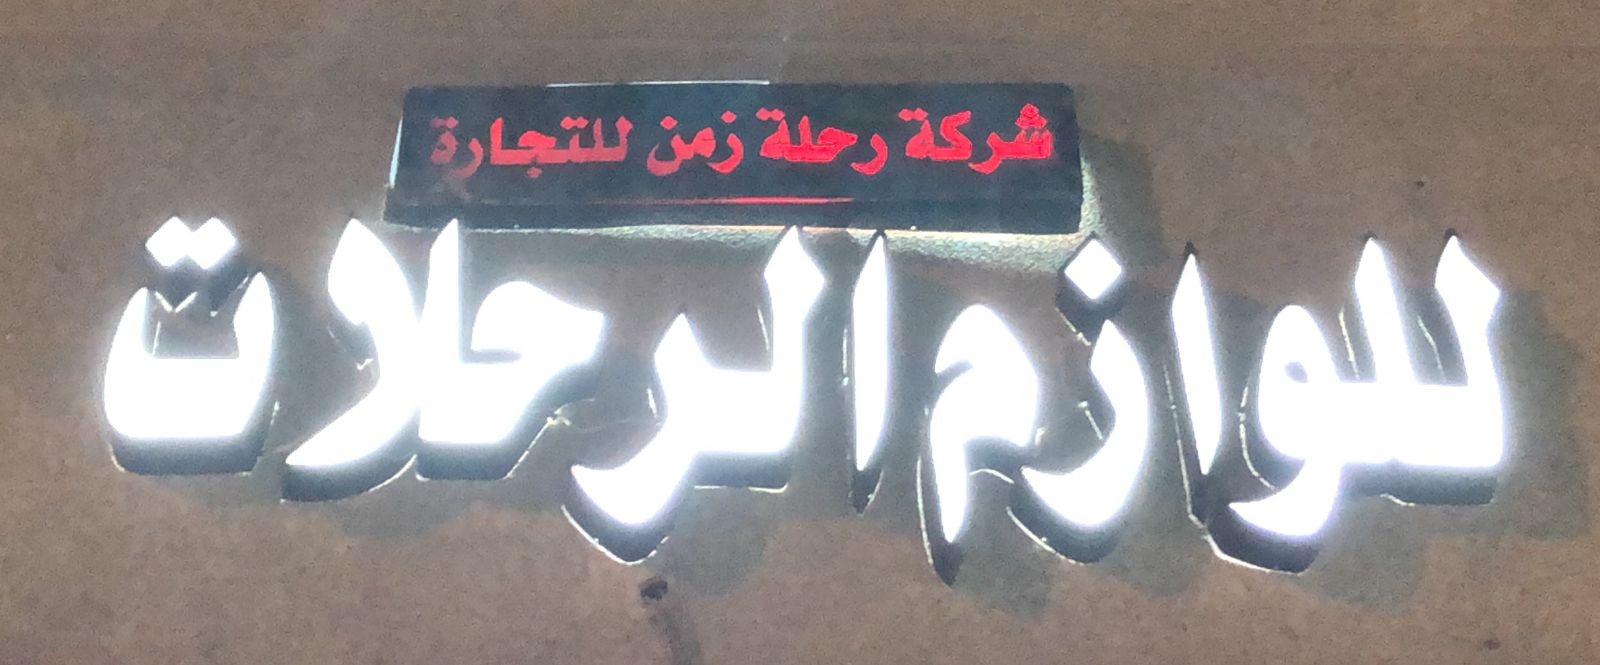 شركة رحلة زمن للتجارة
للوازم الرحلات